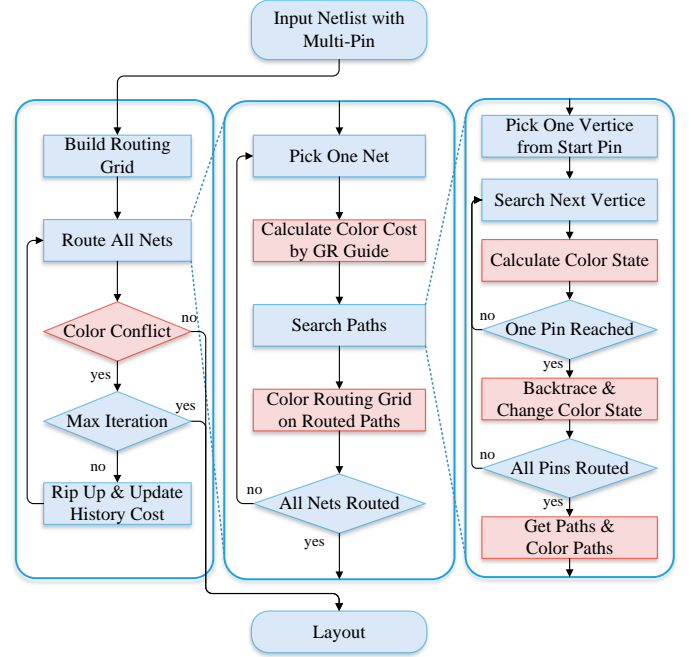 Input Netlist with
Multi-Pin
Build Routing
Grid
Route All Nets
Color Conflict
no
yes
Max Iteration
yes
no
Rip Up & Update
History Cost
Pick One Net
Calculate Color Cost
by GR Guide
Search Paths
Color Routing Grid
on Routed Paths
no
All Nets Routed
yes
Pick One Vertice
from Start Pin
Search Next Vertice
Calculate Color State
no
One Pin Reached
yes
Backtrace &
Change Color State
no
All Pins Routed
yes
Get Paths &
Color Paths
Layout